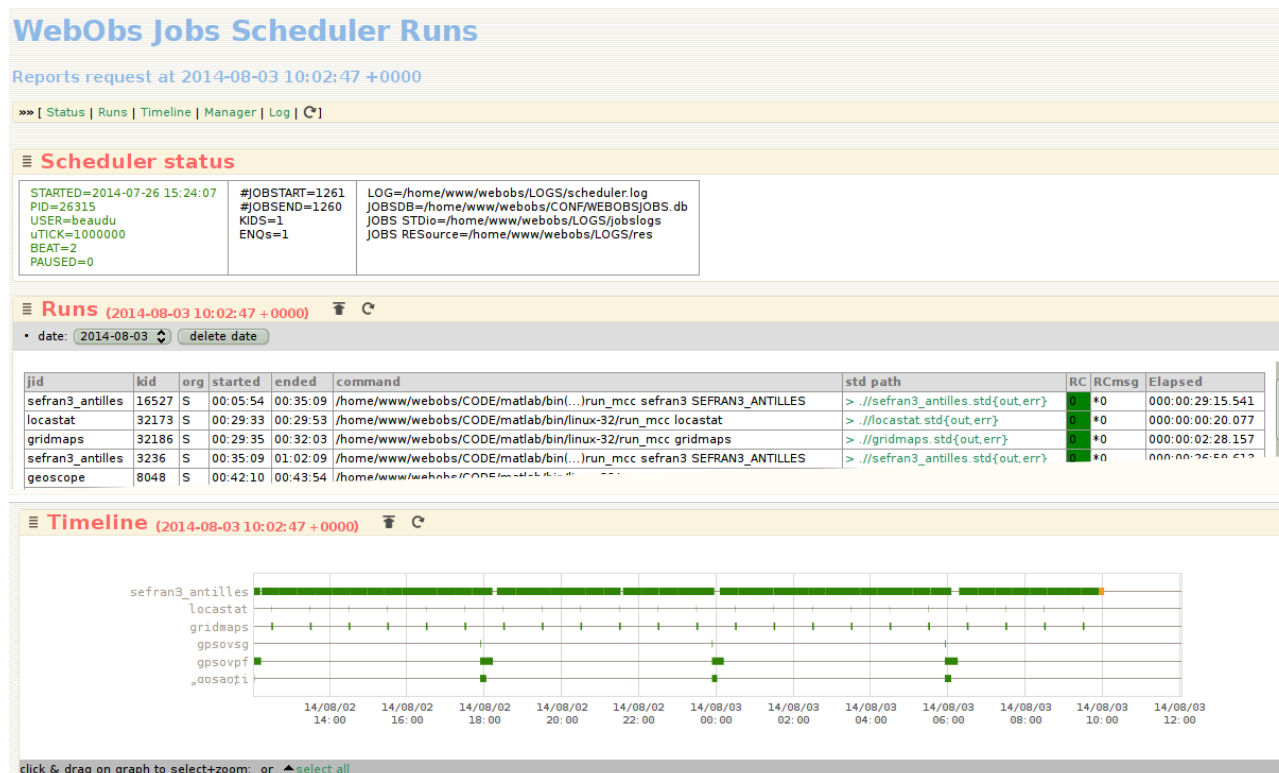 WebObs Jobs Scheduler Runs
Reports request at 2014-08-03 10:02:47 +0000
»» [ Status | Runs | Timeline | Manager | Log | ]
Scheduler status
STARTED=2014-07-26 15:24:07 #JOBSTART=1261 LOG=/home/www/webobs/LOGS/scheduler.log
PID=26315 #JOBSEND=1260 JOBSDB=/home/www/webobs/CONF/WEBOBSJOBS.db
USER=beaudu KIDS=1 JOBS STDio=/home/www/webobs/LOGS/jobslogs
uTICK=1000000 ENQs=1 JOBS RESource=/home/www/webobs/LOGS/res
BEAT=2
PAUSED=0
Runs (2014-08-03 10:02:47 +0000)
• date: 2014-08-03 delete date
jid kid org started ended command std path RC RCmsg Elapsed
sefran3_antilles 16527 S 00:05:54 00:35:09 /home/www/webobs/CODE/matlab/bin(...)run_mcc sefran3 SEFRAN3_ANTILLES > .//sefran3_antilles.std{out,err} 0 *0 000:00:29:15.541
locastat 32173 S 00:29:33 00:29:53 /home/www/webobs/CODE/matlab/bin/linux-32/run_mcc locastat > .//locastat.std{out,err} 0 *0 000:00:00:20.077
gridmaps 32186 S 00:29:35 00:32:03 /home/www/webobs/CODE/matlab/bin/linux-32/run_mcc gridmaps > .//gridmaps.std{out,err} 0 *0 000:00:02:28.157
sefran3_antilles 3236 S 00:35:09 01:02:09 /home/www/webobs/CODE/matlab/bin(...)run_mcc sefran3 SEFRAN3_ANTILLES > .//sefran3_antilles.std{out,err} 0 *0 000:00:26:59.613
geoscope 8048 S 00:42:10 00:43:54
Timeline (2014-08-03 10:02:47 +0000)
sefran3_antilles
locastat
gridmaps
gpsovsg
gpsovpf
14/08/02 14/08/02 14/08/02 14/08/02 14/08/02 14/08/03 14/08/03 14/08/03 14/08/03 14/08/03 14/08/03 14/08/03
14:00 16:00 18:00 20:00 22:00 00:00 02:00 04:00 06:00 08:00 10:00 12:00
click & drag on graph to select+zoom; or select all